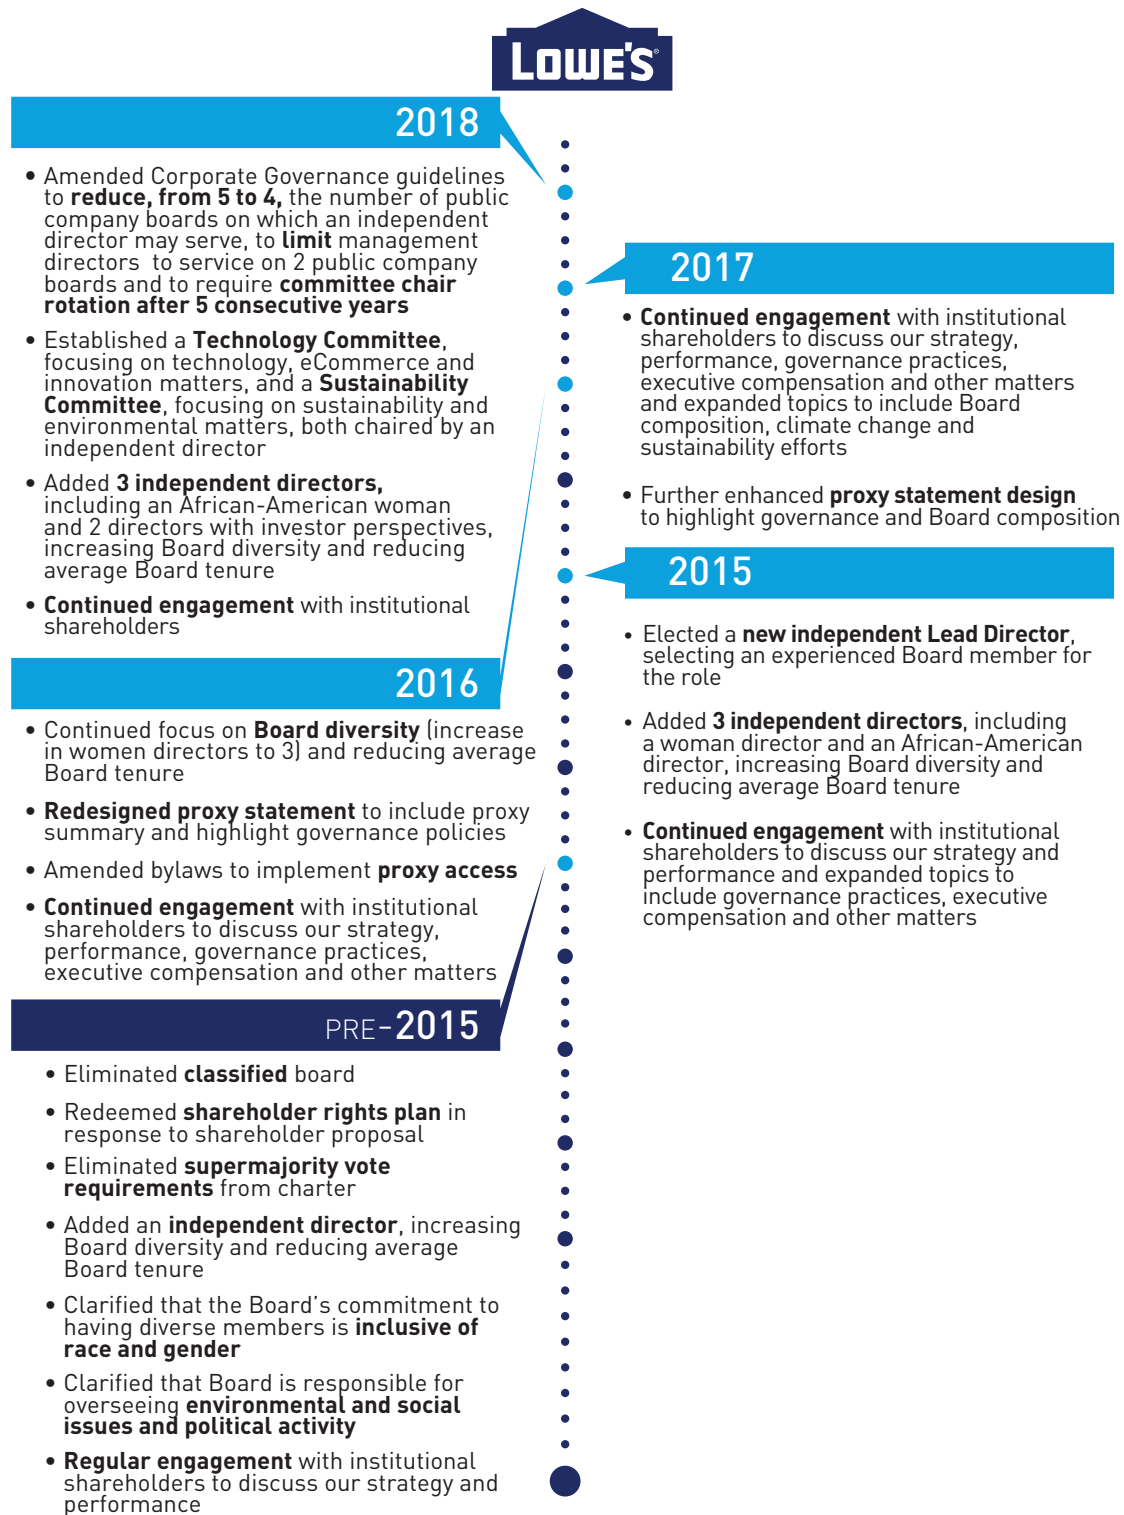 LOWE'S®
2018
• Amended Corporate Governance guidelines
to reduce, from 5 to 4, the number of public
company boards on which an independent
director may serve, to limit management
directors to service on 2 public company
boards and to require committee chair
rotation after 5 consecutive years
• Established a Technology Committee,
focusing on technology, eCommerce and
innovation matters, and a Sustainability
Committee, focusing on sustainability and
environmental matters, both chaired by an
independent director
• Added 3 independent directors,
including an African-American woman
and 2 directors with investor perspectives,
increasing Board diversity and reducing
average Board tenure
• Continued engagement with institutional
shareholders
2017
• Continued engagement with institutional
shareholders to discuss our strategy,
performance, governance practices,
executive compensation and other matters
and expanded topics to include Board
composition, climate change and
sustainability efforts
• Further enhanced proxy statement design
to highlight governance and Board composition
2016
• Continued focus on Board diversity (increase
in women directors to 3) and reducing average
Board tenure
• Redesigned proxy statement to include proxy
summary and highlight governance policies
• Amended bylaws to implement proxy access
• Continued engagement with institutional
shareholders to discuss our strategy,
performance, governance practices,
executive compensation and other matters
2015
• Elected a new independent Lead Director,
selecting an experienced Board member for
the role
• Added 3 independent directors, including
a woman director and an African-American
director, increasing Board diversity and
reducing average Board tenure
• Continued engagement with institutional
shareholders to discuss our strategy and
performance and expanded topics to
include governance practices, executive
compensation and other matters
PRE-2015
• Eliminated classified board
• Redeemed shareholder rights plan in
response to shareholder proposal
• Eliminated supermajority vote
requirements from charter
• Added an independent director, increasing
Board diversity and reducing average
Board tenure
• Clarified that the Board's commitment to
having diverse members is inclusive of
race and gender
• Clarified that Board is responsible for
overseeing environmental and social
issues and political activity
• Regular engagement with institutional
shareholders to discuss our strategy and
performance